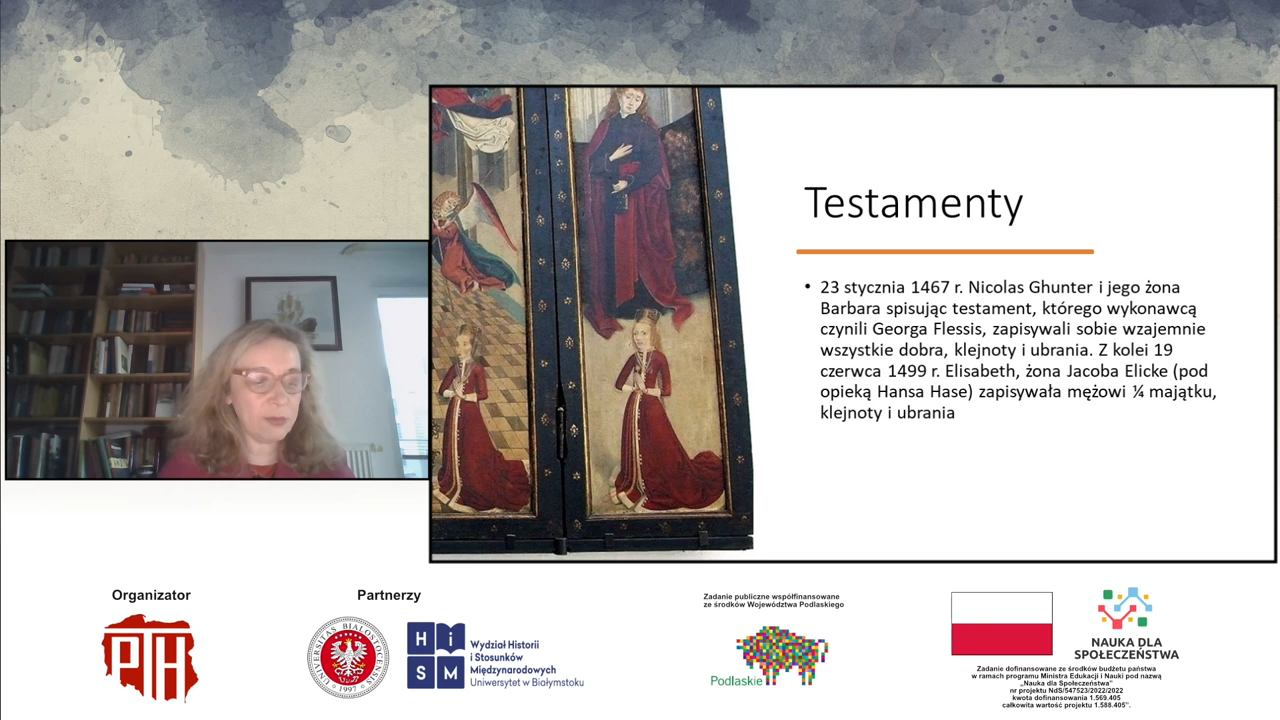 Testamenty
• 23 stycznia 1467 r. Nicolas Ghunter i jego żona
Barbara spisując testament, którego wykonawcą
czynili Georga Flessis, zapisywali sobie wzajemnie
wszystkie dobra, klejnoty i ubrania. Z kolei 19
czerwca 1499 r. Elisabeth, żona Jacoba Elicke (pod
opieką Hansa Hase) zapisywała mężowi ¼ majątku,
klejnoty i ubrania
Organizator
PTH
Partnerzy
UNIVERSITAS BIALOSTOCENSIS
1997
H i
S M
Wydział Historii
i Stosunków
Międzynarodowych
Uniwersytet w Białymstoku
Zadanie publiczne współfinansowane
ze środków Województwa Podlaskiego
Podlaskie
NAUKA DLA
SPOŁECZEŃSTWA
Zadanie dofinansowane ze środków budżetu państwa
w ramach programu Ministra Edukacji i Nauki pod nazwą
„Nauka dla Społeczeństwa"
nr projektu NdS/547523/2022/2022
kwota dofinansowania 1.569.405
całkowita wartość projektu 1.588.405”.